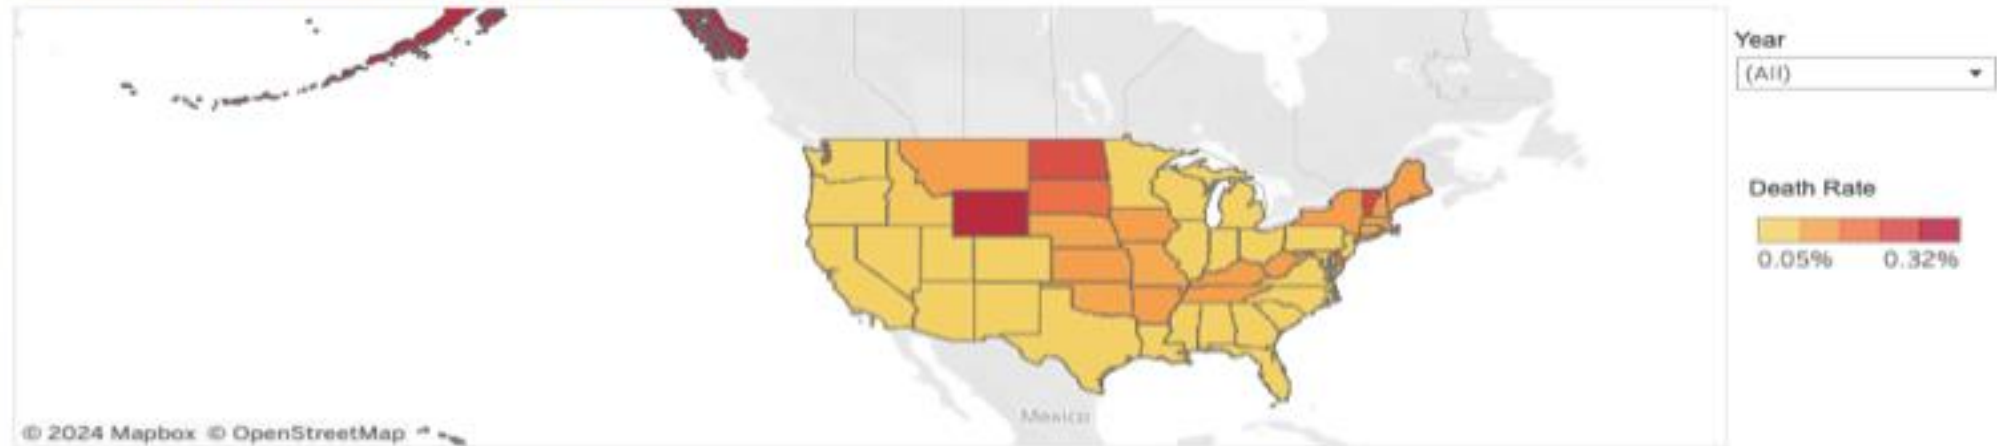 Year
(All)
Death Rate
0.05% 0.32%
Mexico
© 2024 Mapbox © OpenStreetMap